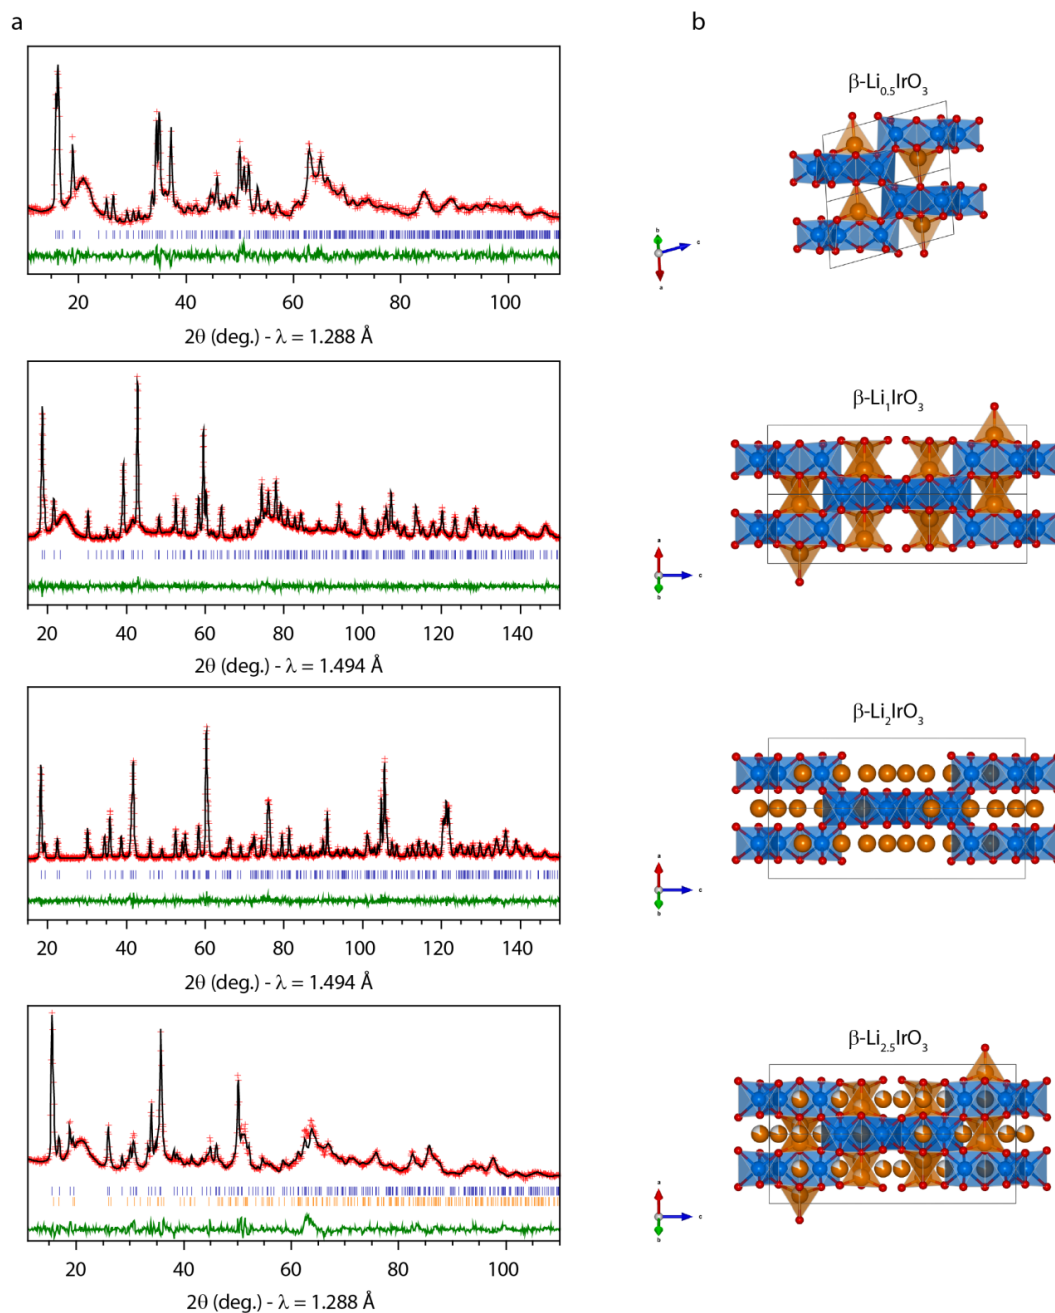 a
b
β-Li0.5IrO3
b
c
a
20 40 60 80 100
2θ (deg.) - λ = 1.288 Å
β-Li1IrO3
a
c
b
20 40 60 80 100 120 140
2θ (deg.) - λ = 1.494 Å
β-Li2IrO3
a
c
b
20 40 60 80 100 120 140
2θ (deg.) - λ = 1.494 Å
β-Li2.5IrO3
a
c
b
20 40 60 80 100
2θ (deg.) - λ = 1.288 Å